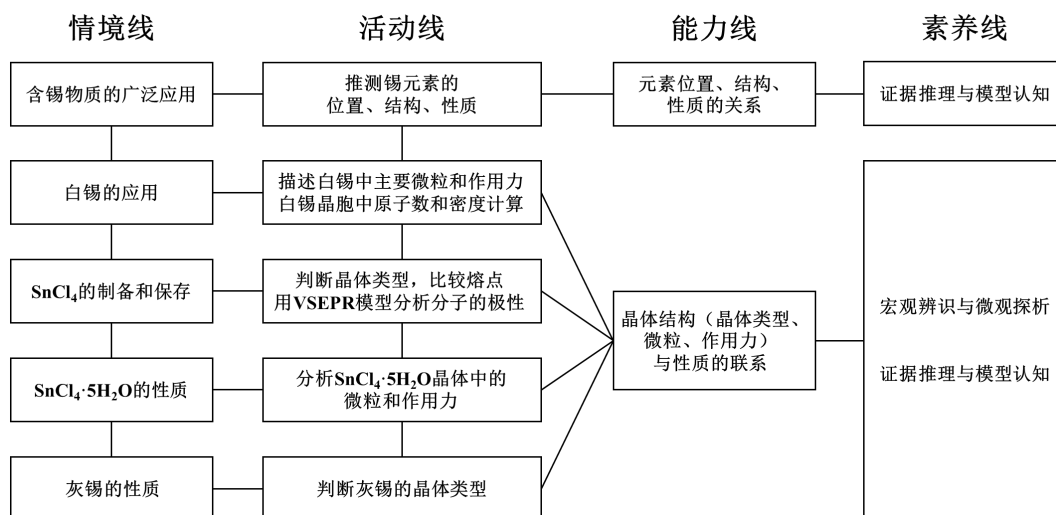 情境线
活动线
能力线
素养线
含锡物质的广泛应用
推测锡元素的
位置、结构、性质
元素位置、结构、
性质的关系
证据推理与模型认知
白锡的应用
描述白锡中主要微粒和作用力
白锡晶胞中原子数和密度计算
SnCl₄的制备和保存
判断晶体类型，比较熔点
用VSEPR模型分析分子的极性
SnCl₄·5H₂O的性质
分析SnCl₄·5H₂O晶体中的
微粒和作用力
灰锡的性质
判断灰锡的晶体类型
晶体结构（晶体类型、
微粒、作用力）
与性质的联系
宏观辨识与微观探析
证据推理与模型认知